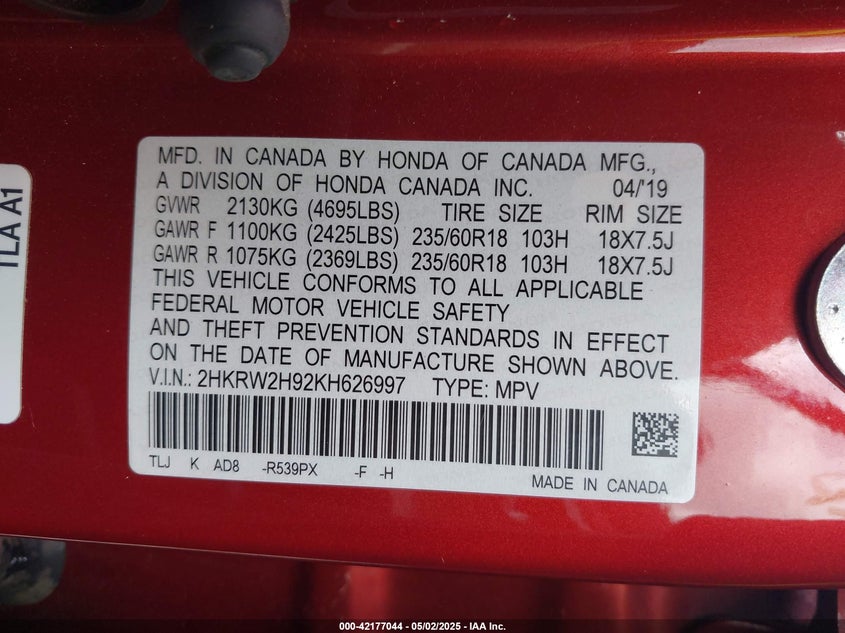 TLA A1
MFD. IN CANADA BY HONDA OF CANADA MFG.,
A DIVISION OF HONDA CANADA INC. 04/'19
GVWR 2130KG (4695LBS) TIRE SIZE RIM SIZE
GAWR F 1100KG (2425LBS) 235/60R18 103H 18X7.5J
GAWR R 1075KG (2369LBS) 235/60R18 103H 18X7.5J
THIS VEHICLE CONFORMS TO ALL APPLICABLE
FEDERAL MOTOR VEHICLE SAFETY
AND THEFT PREVENTION STANDARDS IN EFFECT
ON THE DATE OF MANUFACTURE SHOWN ABOVE.
V.I.N.: 2HKRW2H92KH626997 TYPE: MPV
TLJ K AD8 -R539PX -F -H
MADE IN CANADA
000-42177044 - 05/02/2025 - IAA Inc.